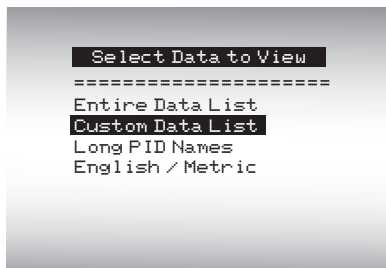 Select Data to View
=====================
Entire Data List
Custom Data List
Long PID Names
English / Metric